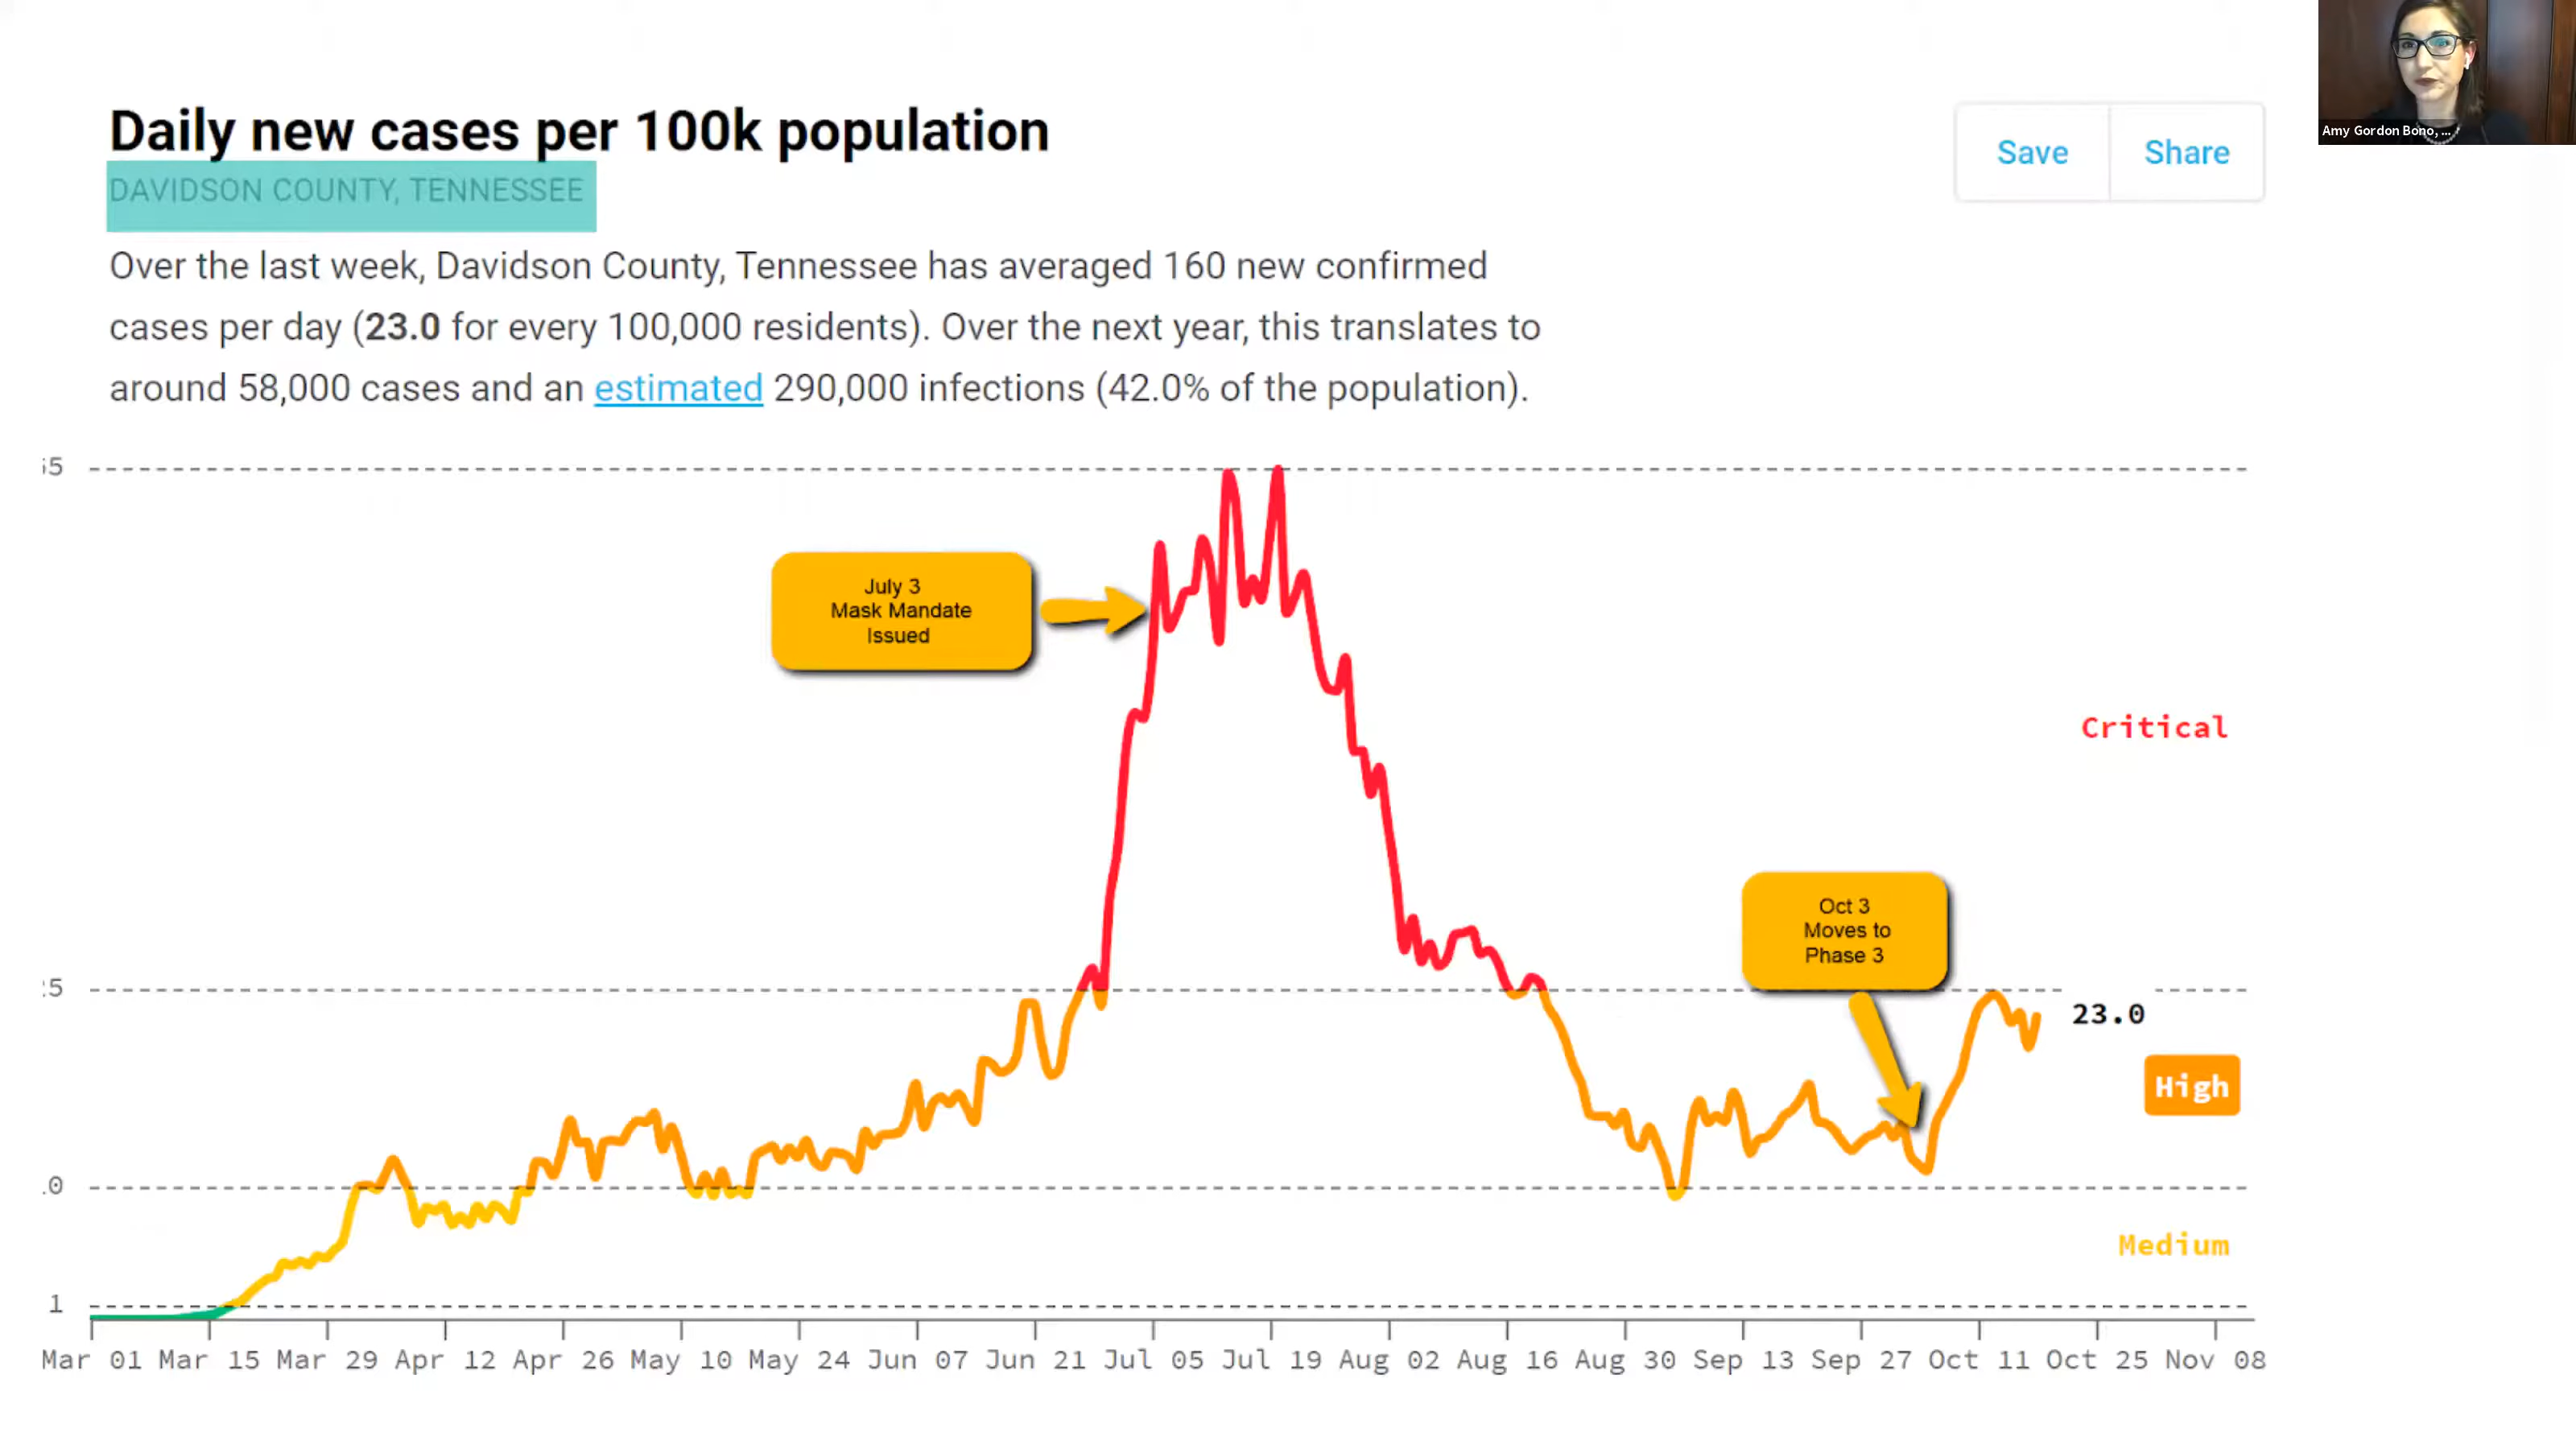 Daily new cases per 100k population
DAVIDSON COUNTY, TENNESSEE
Save
Share
Amy Gordon Bono, ...
Over the last week, Davidson County, Tennessee has averaged 160 new confirmed
cases per day (23.0 for every 100,000 residents). Over the next year, this translates to
around 58,000 cases and an estimated 290,000 infections (42.0% of the population).
July 3
Mask Mandate
Issued
Critical
Oct 3
Moves to
Phase 3
23.0
High
Medium
1
Mar 01 Mar 15 Mar 29 Apr 12 Apr 26 May 10 May 24 Jun 07 Jun 21 Jul 05 Jul 19 Aug 02 Aug 16 Aug 30 Sep 13 Sep 27 Oct 11 Oct 25 Nov 08